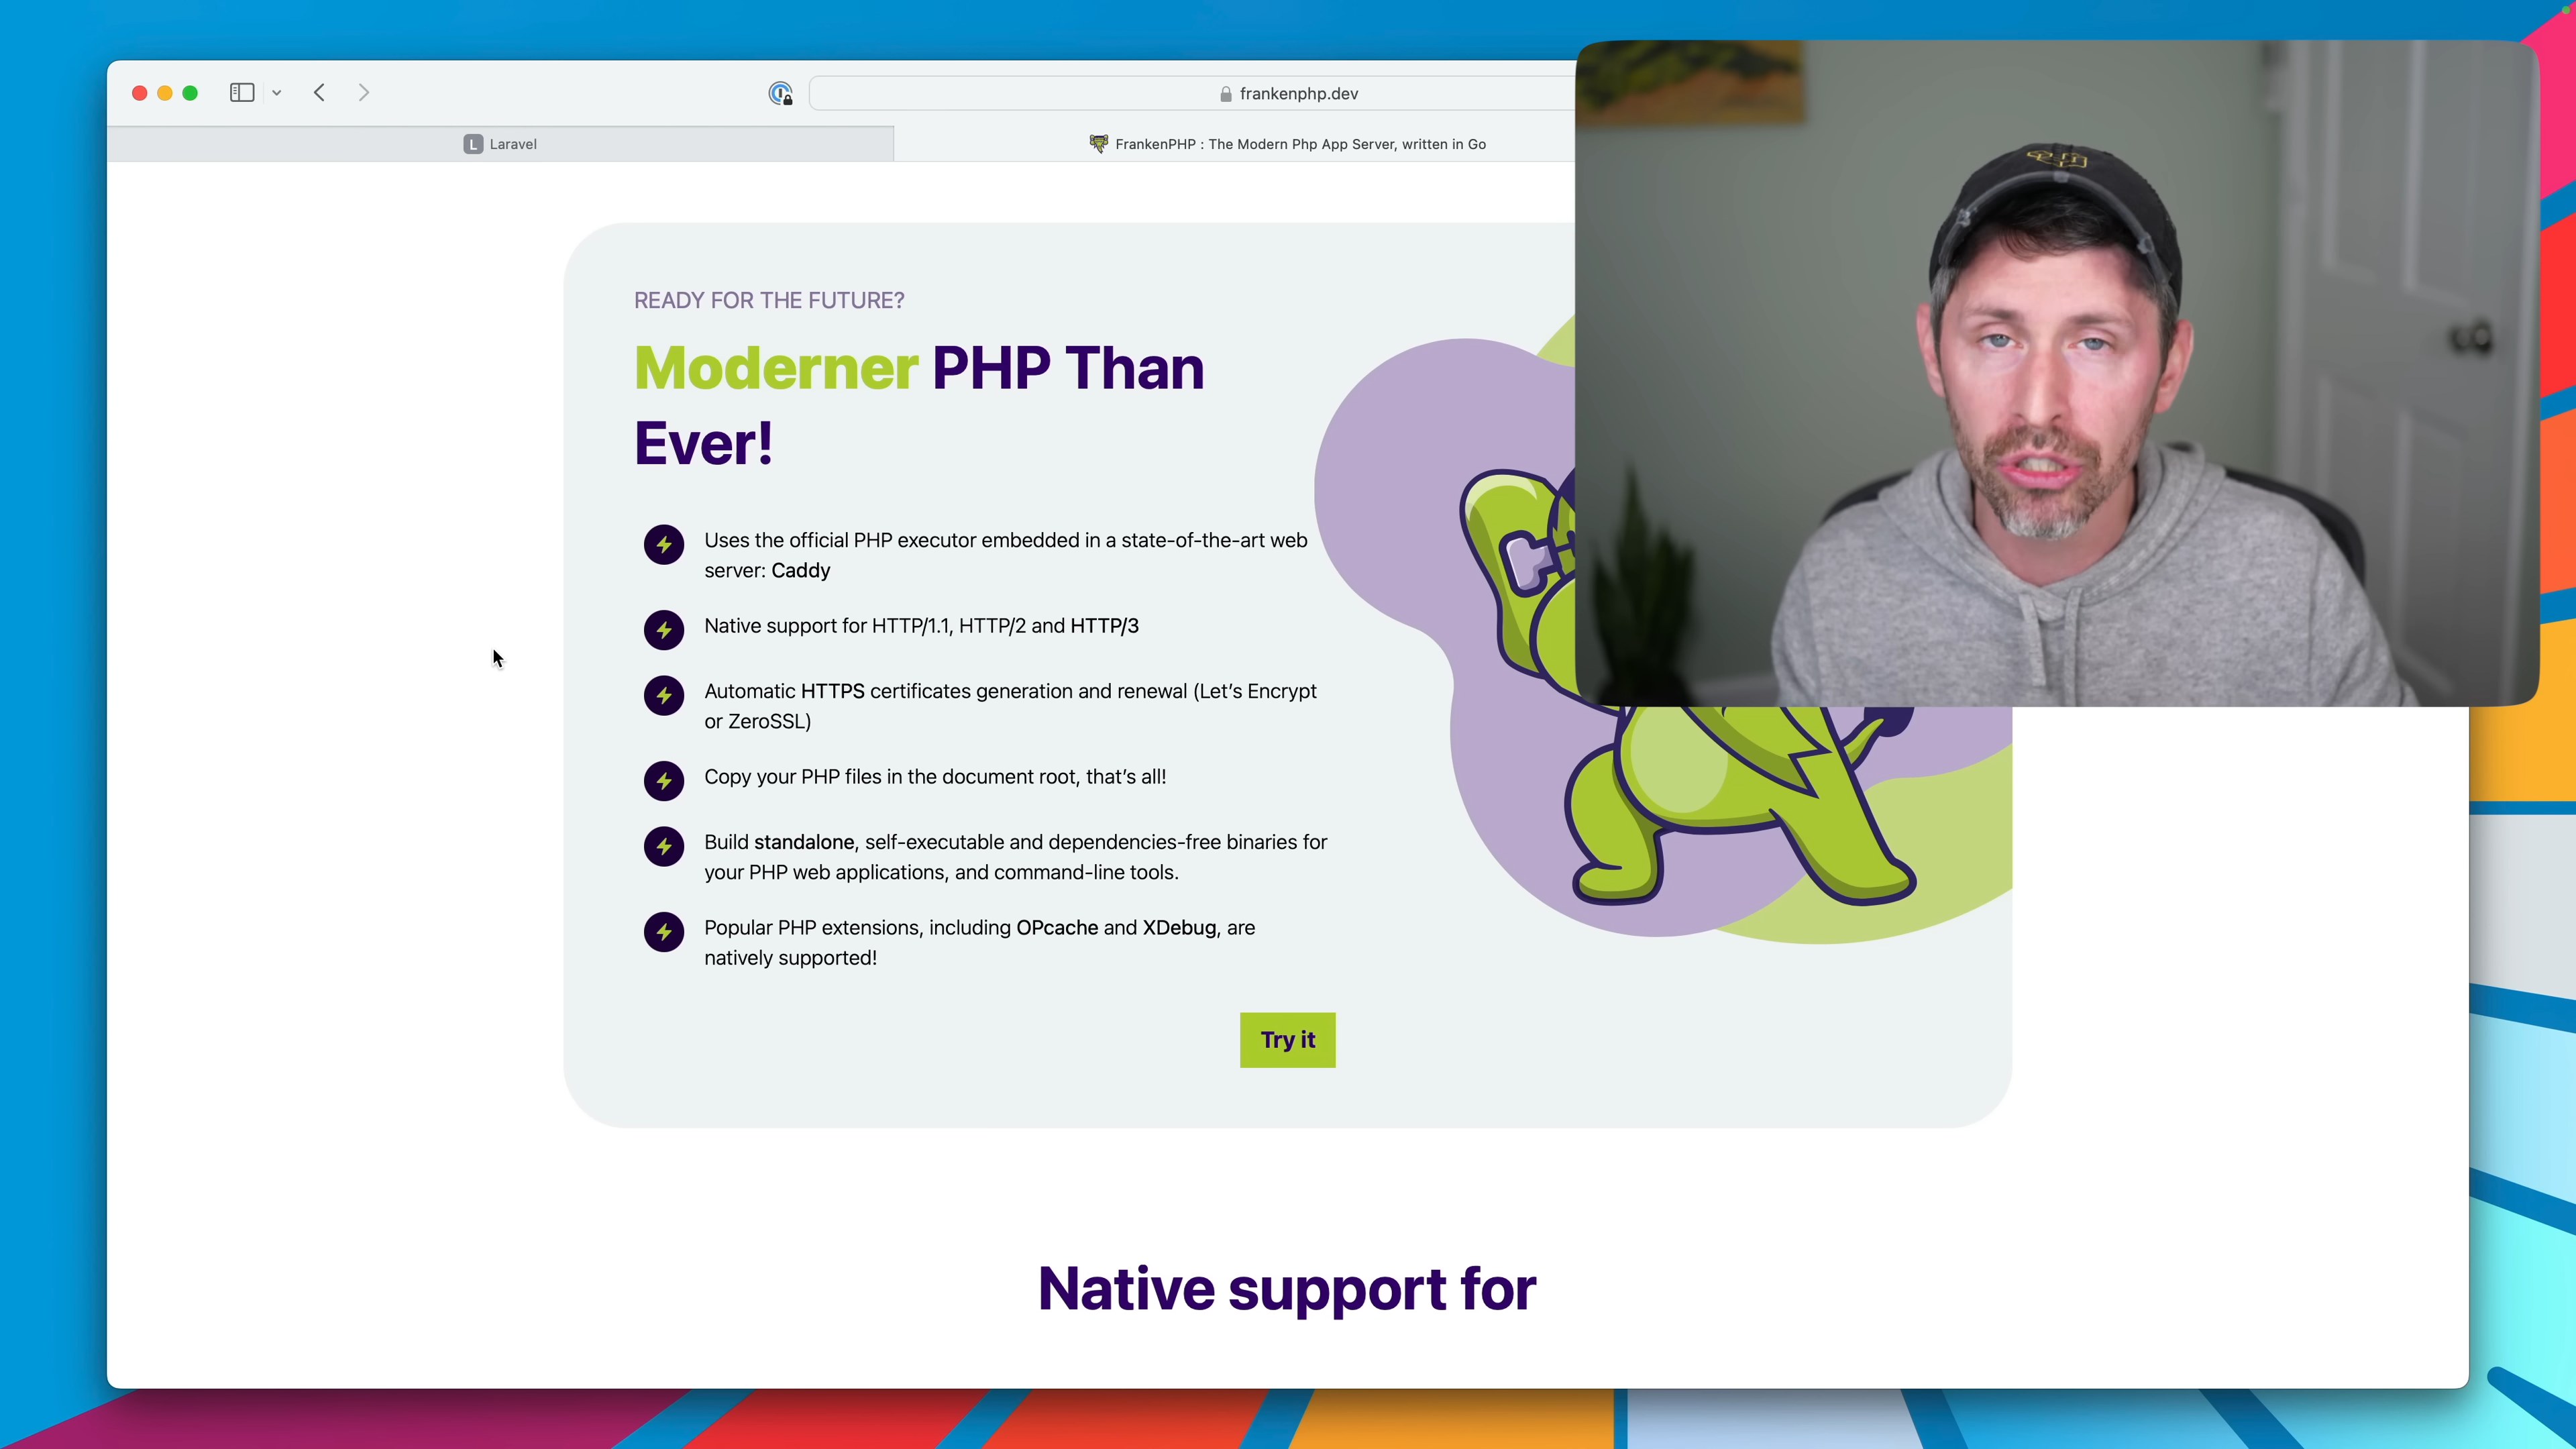 frankenphp.dev
L Laravel
FrankenPHP : The Modern Php App Server, written in Go
READY FOR THE FUTURE?
Moderner PHP Than
Ever!
Uses the official PHP executor embedded in a state-of-the-art web
server: Caddy
Native support for HTTP/1.1, HTTP/2 and HTTP/3
Automatic HTTPS certificates generation and renewal (Let's Encrypt
or ZeroSSL)
Copy your PHP files in the document root, that's all!
Build standalone, self-executable and dependencies-free binaries for
your PHP web applications, and command-line tools.
Popular PHP extensions, including OPcache and XDebug, are
natively supported!
Try it
Native support for